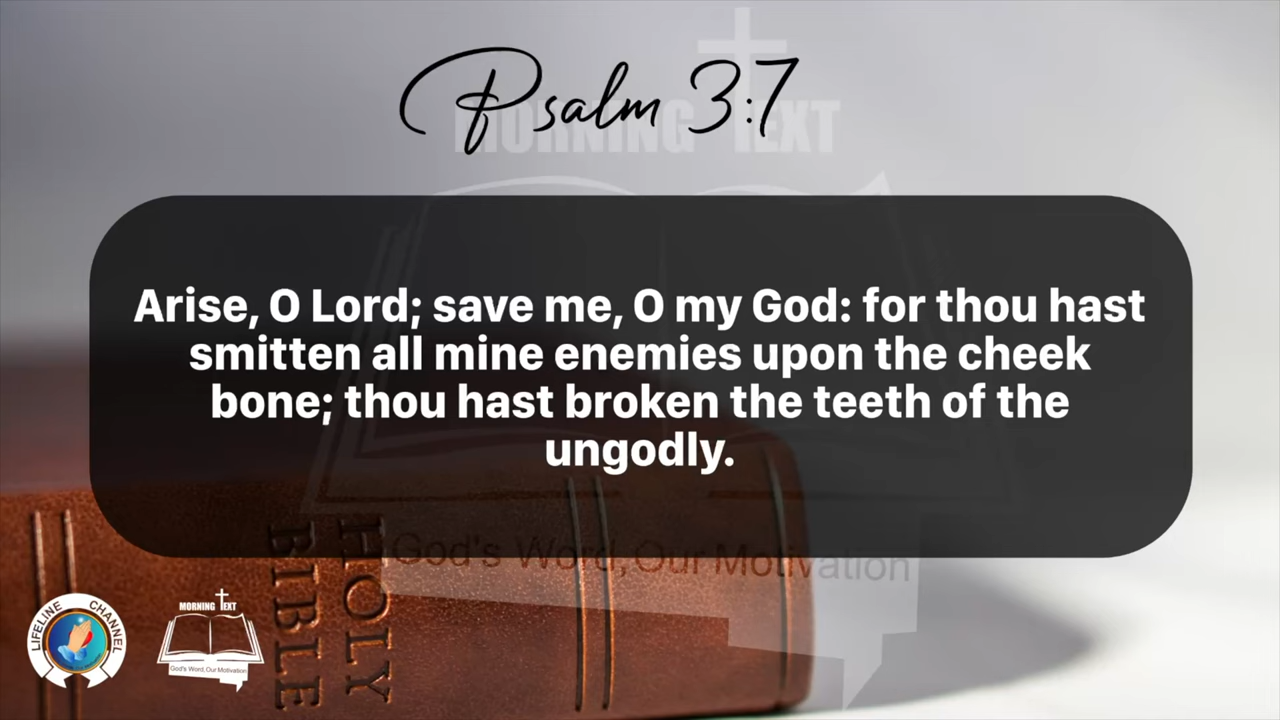 Psalm 3:7
MORNING TEXT
Arise, O Lord; save me, O my God: for thou hast
smitten all mine enemies upon the cheek
bone; thou hast broken the teeth of the
ungodly.
God's Word, Our Motivation
HOLY
BIBLE
LIFELINE CHANNEL
MORNING TEXT
God's Word, Our Motivation